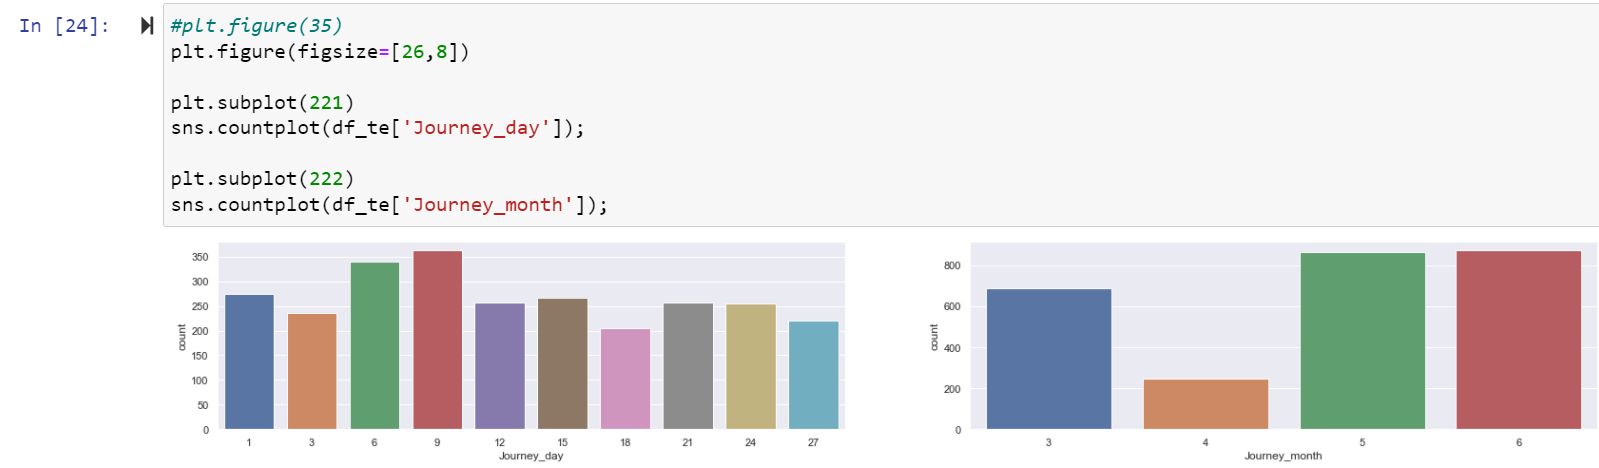 In [24]:
#plt.figure(35)
plt.figure(figsize=[26,8])
plt.subplot(221)
sns.countplot(df_te['Journey_day']);
plt.subplot(222)
sns.countplot(df_te['Journey_month']);
350
300
250
200
150
100
50
0
count
1 3 6 9 12 15 18 21 24 27
Journey_day
800
600
400
200
0
count
3 4 5 6
Journey_month